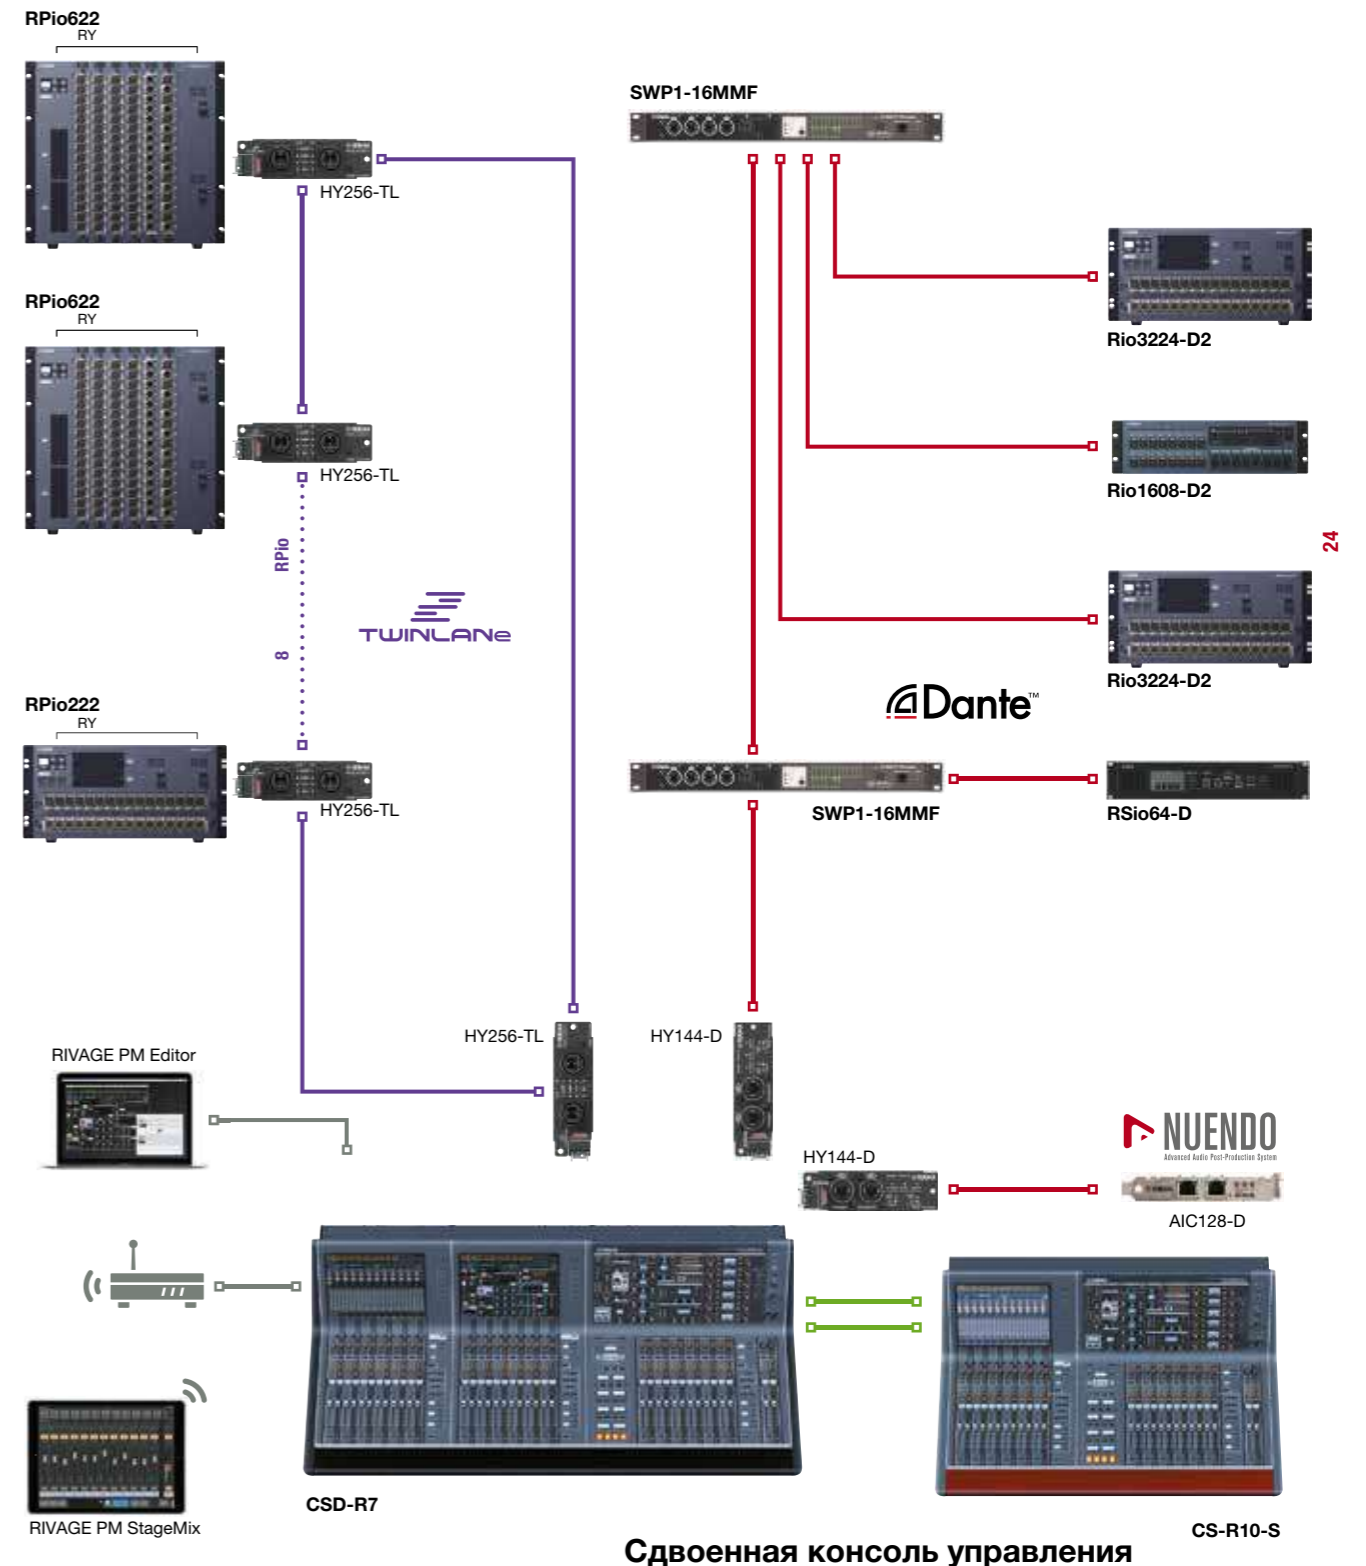 RPio622
RY
HY256-TL
RPio622
RY
HY256-TL
RPio
8
TWINLANe
RPio222
RY
HY256-TL
SWP1-16MMF
Rio3224-D2
Rio1608-D2
24
Rio3224-D2
Dante™
SWP1-16MMF
RSio64-D
HY256-TL
HY144-D
RIVAGE PM Editor
NUENDO
Advanced Audio Post-Production System
HY144-D
AIC128-D
RIVAGE PM StageMix
CSD-R7
CS-R10-S
Сдвоенная консоль управления